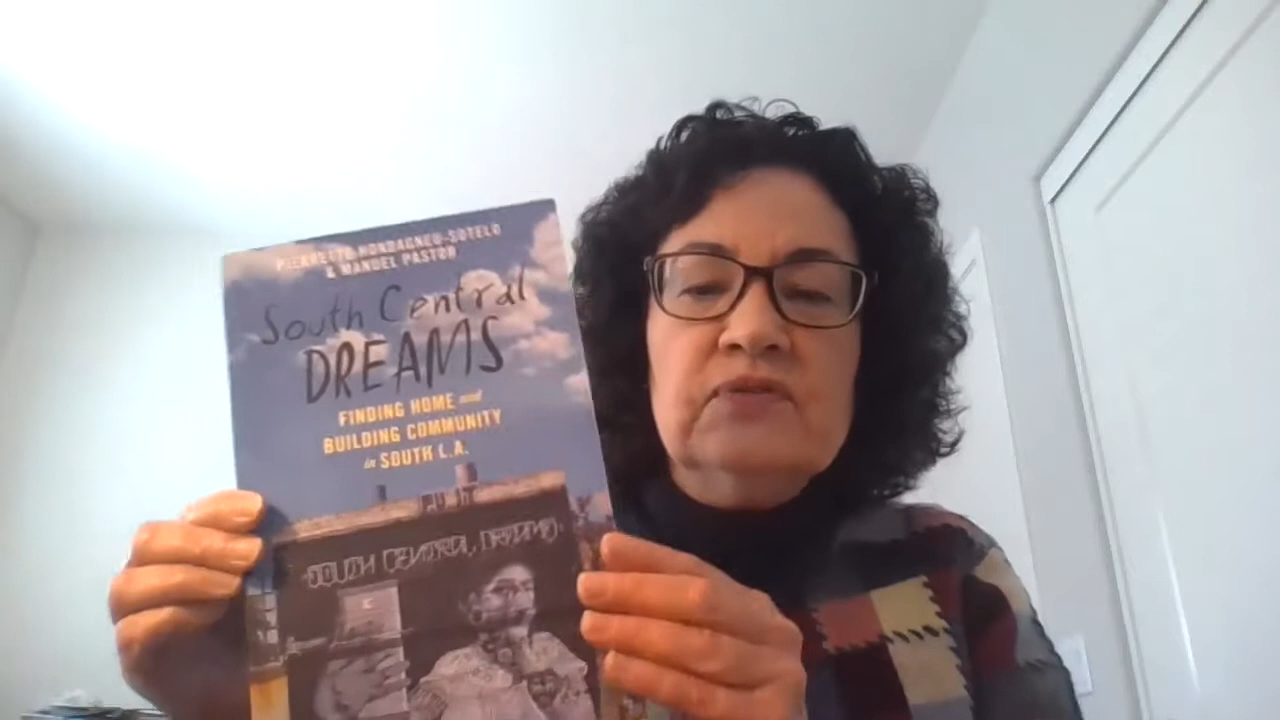 PIERRETTE HONDAGNEU-SOTELO
& MANUEL PASTOR
South Central
DREAMS
FINDING HOME and
BUILDING COMMUNITY
in SOUTH L.A.
SOUTH CENTRAL DREAMS